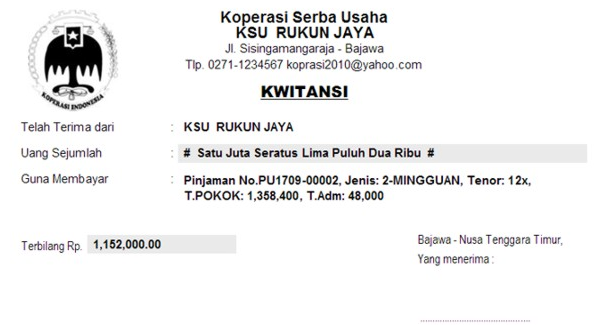 Koperasi Serba Usaha
KSU RUKUN JAYA
Jl. Sisingamangaraja - Bajawa
Tlp. 0271-1234567 koprasi2010@yahoo.com
KOPERASI INDONESIA
KWITANSI
Telah Terima dari : KSU RUKUN JAYA
Uang Sejumlah : # Satu Juta Seratus Lima Puluh Dua Ribu #
Guna Membayar : Pinjaman No.PU1709-00002, Jenis: 2-MINGGUAN, Tenor: 12x,
T.POKOK: 1,358,400, T.Adm: 48,000
Terbilang Rp. 1,152,000.00
Bajawa - Nusa Tenggara Timur,
Yang menerima :